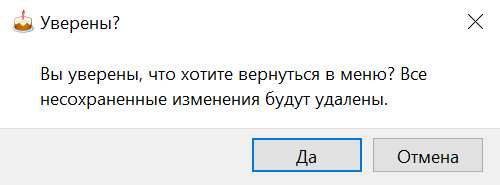 Уверены?
Вы уверены, что хотите вернуться в меню? Все
несохраненные изменения будут удалены.
Да
Отмена